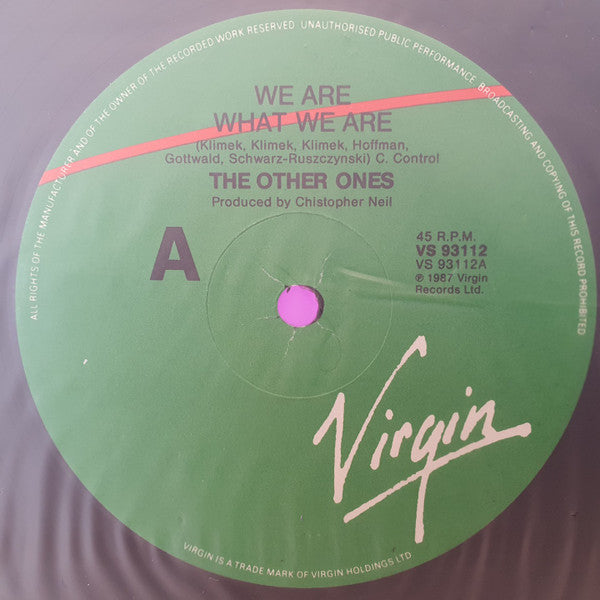 ALL RIGHTS OF THE MANUFACTURER AND OF THE OWNER OF THE RECORDED WORK RESERVED UNAUTHORISED PUBLIC PERFORMANCE BROADCASTING AND COPYING OF THIS RECORD PROHIBITED
WE ARE
WHAT WE ARE
(Klimek, Klimek, Klimek, Hoffman,
Gottwald, Schwarz-Ruszczynski) C. Control
THE OTHER ONES
Produced by Chistopher Neil
A
45 R.P.M.
VS 93112
VS 93112A
℗ 1987 Virgin
Records Ltd.
Virgin
VIRGIN IS A TRADE MARK OF VIRGIN HOLDINGS LTD